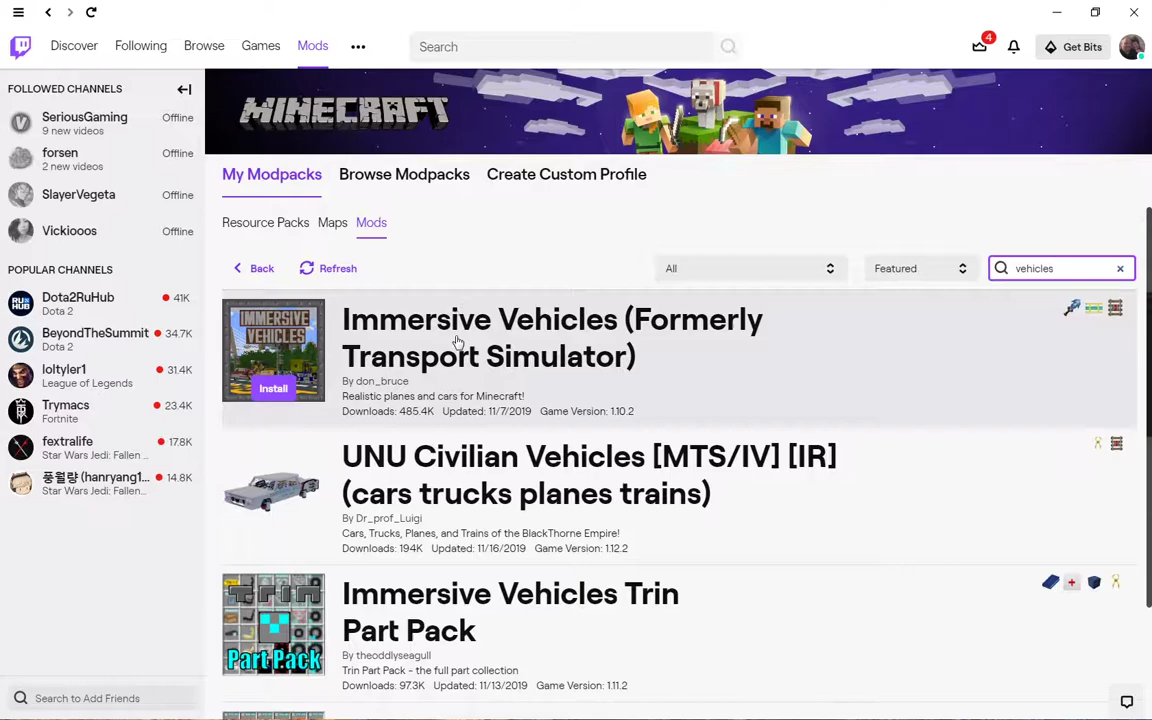 Discover Following Browse Games Mods
Search
4
Get Bits
FOLLOWED CHANNELS
SeriousGaming Offline
9 new videos
forsen Offline
2 new videos
SlayerVegeta Offline
Vickiooos Offline
POPULAR CHANNELS
Dota2RuHub 41K
Dota 2
BeyondTheSummit 34.7K
Dota 2
loltyler1 31.4K
League of Legends
Trymacs 23.4K
Fortnite
fextralife 17.8K
Star Wars Jedi: Fallen ...
풍월량 (hanryang1... 14.8K
Star Wars Jedi: Fallen ...
Search to Add Friends
MINECRAFT
My Modpacks Browse Modpacks Create Custom Profile
Resource Packs Maps Mods
Back Refresh All Featured vehicles
IMMERSIVE
VEHICLES
Install
Immersive Vehicles (Formerly
Transport Simulator)
By don_bruce
Realistic planes and cars for Minecraft!
Downloads: 485.4K Updated: 11/7/2019 Game Version: 1.10.2
UNU Civilian Vehicles [MTS/IV] [IR]
(cars trucks planes trains)
By Dr_prof_Luigi
Cars, Trucks, Planes, and Trains of the BlackThorne Empire!
Downloads: 194K Updated: 11/16/2019 Game Version: 1.12.2
TRIN
Part Pack
Immersive Vehicles Trin
Part Pack
By theoddlyseagull
Trin Part Pack - the full part collection
Downloads: 97.3K Updated: 11/13/2019 Game Version: 1.11.2